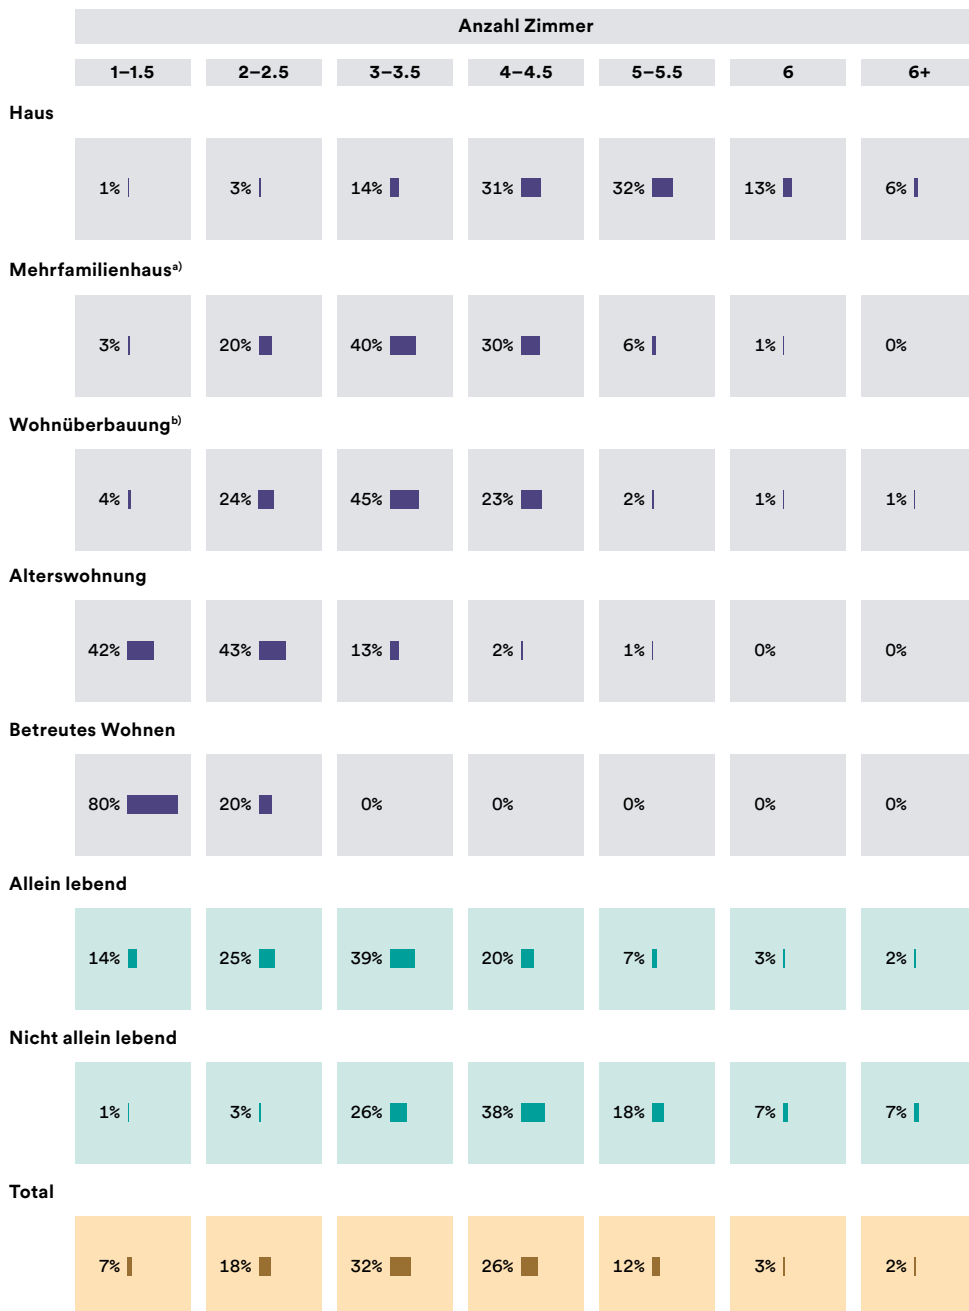 Anzahl Zimmer
1–1.5 2–2.5 3–3.5 4–4.5 5–5.5 6 6+
Haus
1% 3% 14% 31% 32% 13% 6%
Mehrfamilienhausᵃ⁾
3% 20% 40% 30% 6% 1% 0%
Wohnüberbauungᵇ⁾
4% 24% 45% 23% 2% 1% 1%
Alterswohnung
42% 43% 13% 2% 1% 0% 0%
Betreutes Wohnen
80% 20% 0% 0% 0% 0% 0%
Allein lebend
14% 25% 39% 20% 7% 3% 2%
Nicht allein lebend
1% 3% 26% 38% 18% 7% 7%
Total
7% 18% 32% 26% 12% 3% 2%